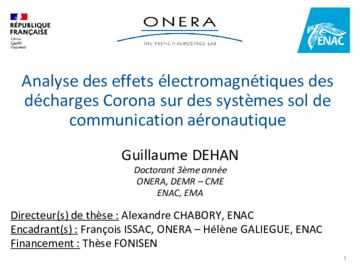 RÉPUBLIQUE
FRANÇAISE
Liberté
Égalité
Fraternité
ONERA
THE FRENCH AEROSPACE LAB
ENAC
Analyse des effets électromagnétiques des
décharges Corona sur des systèmes sol de
communication aéronautique
Guillaume DEHAN
Doctorant 3ème année
ONERA, DEMR – CME
ENAC, EMA
Directeur(s) de thèse : Alexandre CHABORY, ENAC
Encadrant(s) : François ISSAC, ONERA – Hélène GALIEGUE, ENAC
Financement : Thèse FONISEN
1